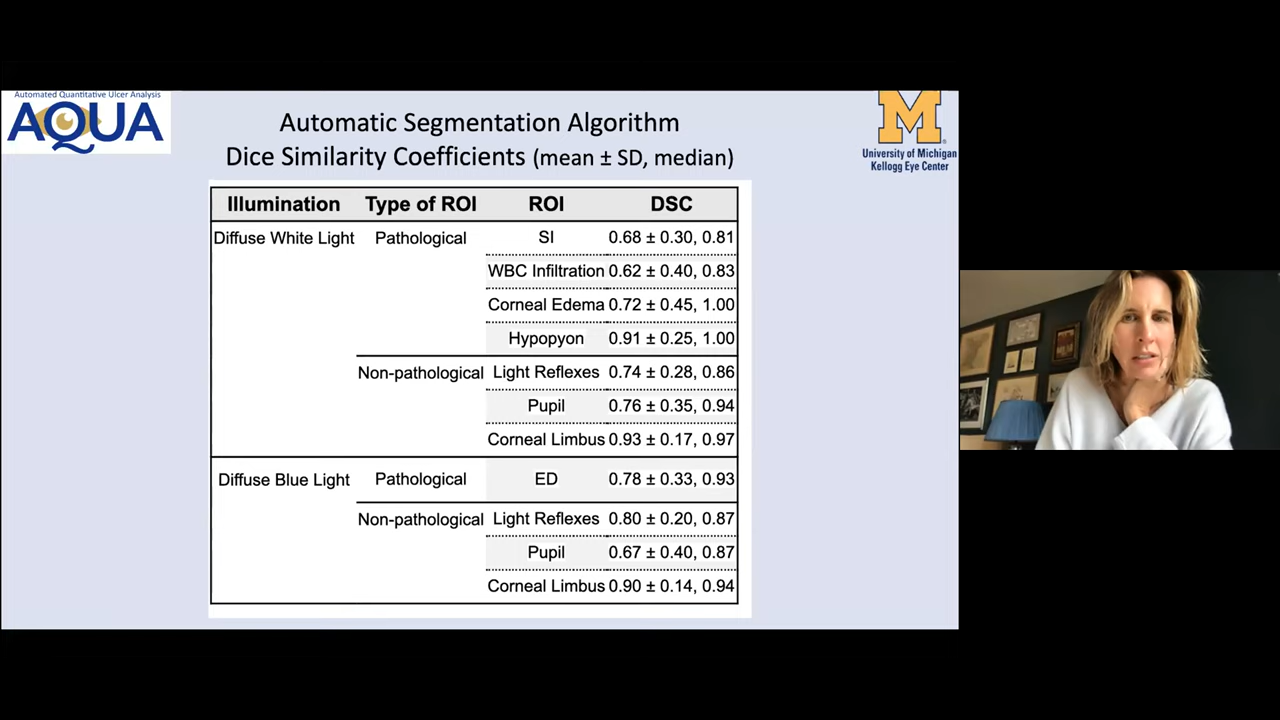 Automated Quantitative Ulcer Analysis
AQUA
Automatic Segmentation Algorithm
Dice Similarity Coefficients (mean ± SD, median)
M
University of Michigan
Kellogg Eye Center
Illumination Type of ROI ROI DSC
Diffuse White Light Pathological SI 0.68 ± 0.30, 0.81
WBC Infiltration 0.62 ± 0.40, 0.83
Corneal Edema 0.72 ± 0.45, 1.00
Hypopyon 0.91 ± 0.25, 1.00
Non-pathological Light Reflexes 0.74 ± 0.28, 0.86
Pupil 0.76 ± 0.35, 0.94
Corneal Limbus 0.93 ± 0.17, 0.97
Diffuse Blue Light Pathological ED 0.78 ± 0.33, 0.93
Non-pathological Light Reflexes 0.80 ± 0.20, 0.87
Pupil 0.67 ± 0.40, 0.87
Corneal Limbus 0.90 ± 0.14, 0.94